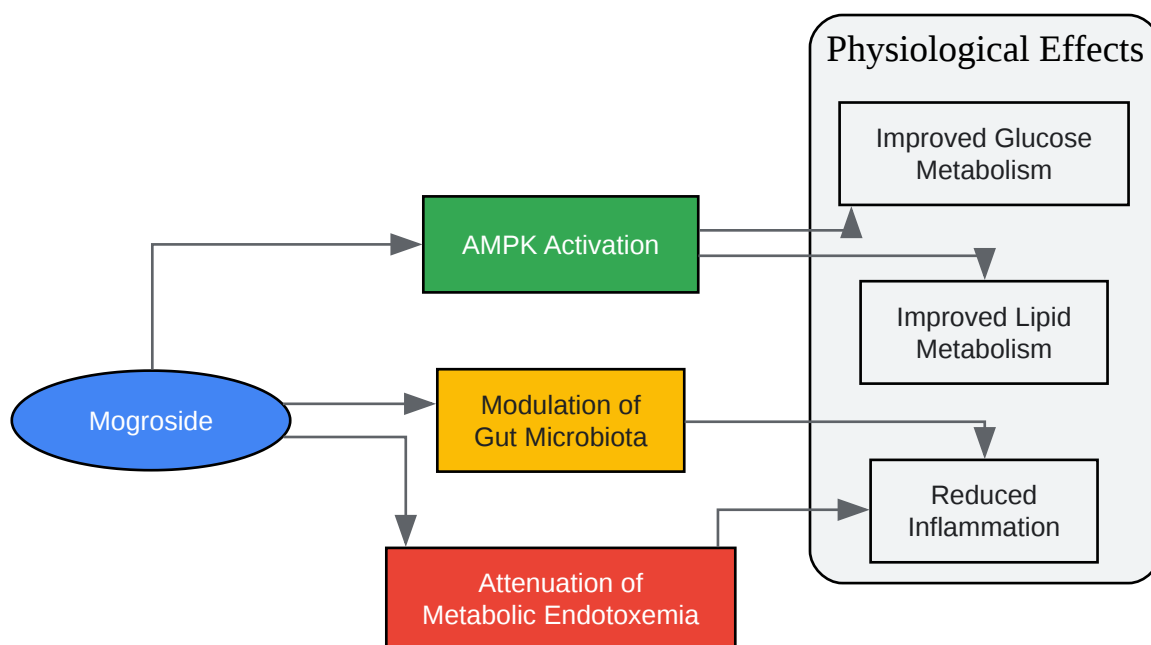 Physiological Effects
Improved Glucose
Metabolism
AMPK Activation
Improved Lipid
Metabolism
Mogroside
Modulation of
Gut Microbiota
Reduced
Inflammation
Attenuation of
Metabolic Endotoxemia